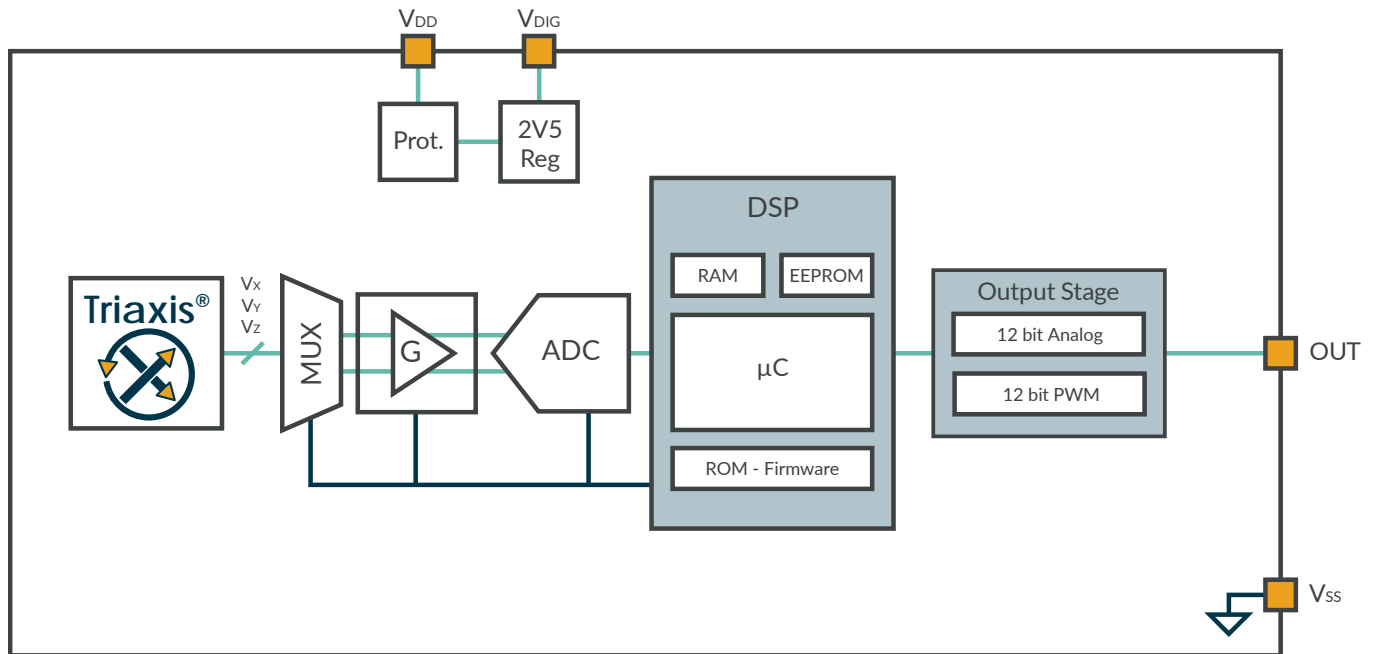 VDD
VDIG
Prot.
2V5
Reg
DSP
RAM
EEPROM
Triaxis®
VX
VY
VZ
MUX
G
ADC
µC
ROM - Firmware
Output Stage
12 bit Analog
12 bit PWM
OUT
VSS